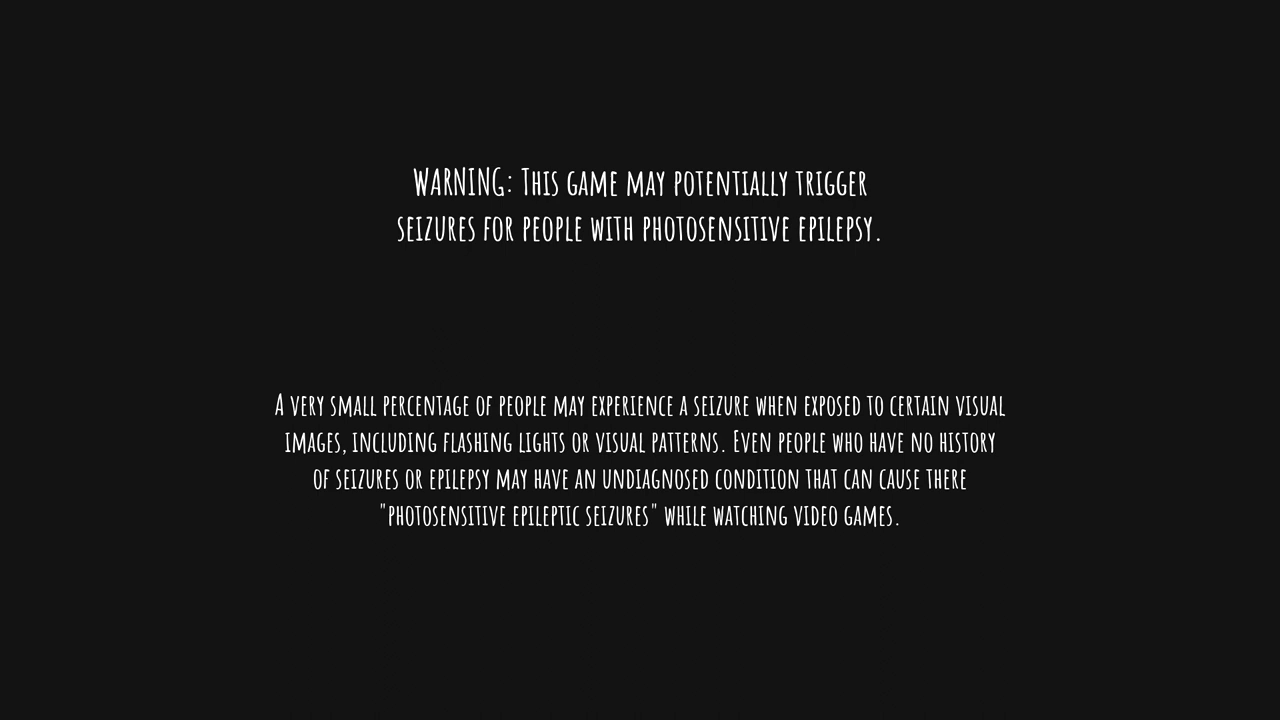 WARNING: This game may potentially trigger
seizures for people with photosensitive epilepsy.
A very small percentage of people may experience a seizure when exposed to certain visual
images, including flashing lights or visual patterns. Even people who have no history
of seizures or epilepsy may have an undiagnosed condition that can cause there
"photosensitive epileptic seizures" while watching video games.